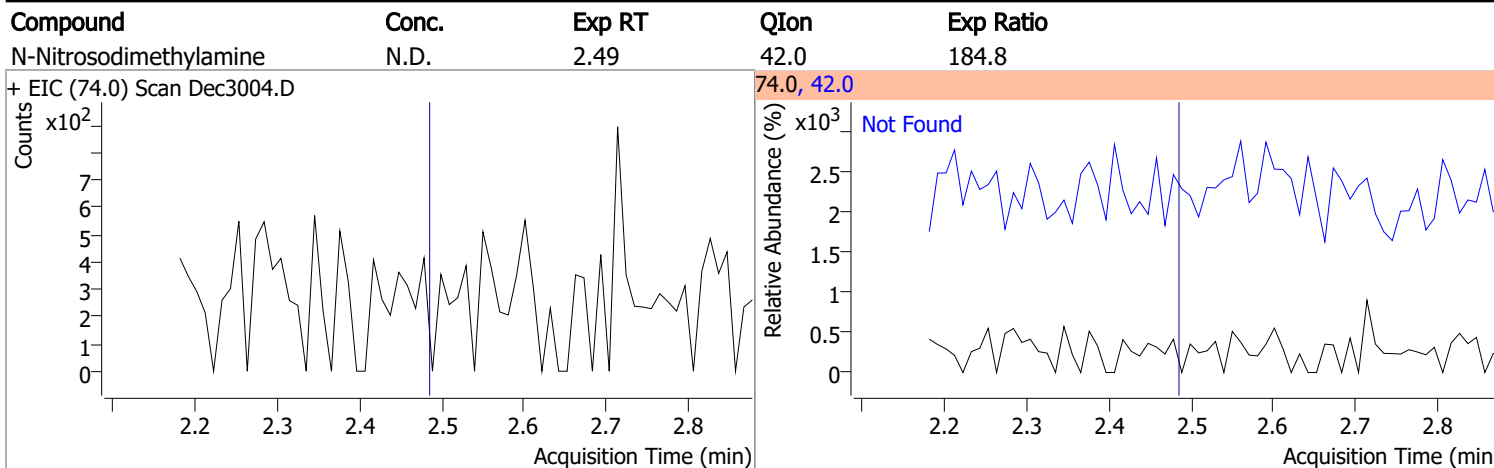 Compound Conc. Exp RT QIon Exp Ratio
N-Nitrosodimethylamine N.D. 2.49 42.0 184.8
+ EIC (74.0) Scan Dec3004.D
Counts
x102
7
6
5
4
3
2
1
0
2.2 2.3 2.4 2.5 2.6 2.7 2.8
Acquisition Time (min)
74.0, 42.0
Relative Abundance (%)
x103
Not Found
2.5
2
1.5
1
0.5
0
2.2 2.3 2.4 2.5 2.6 2.7 2.8
Acquisition Time (min